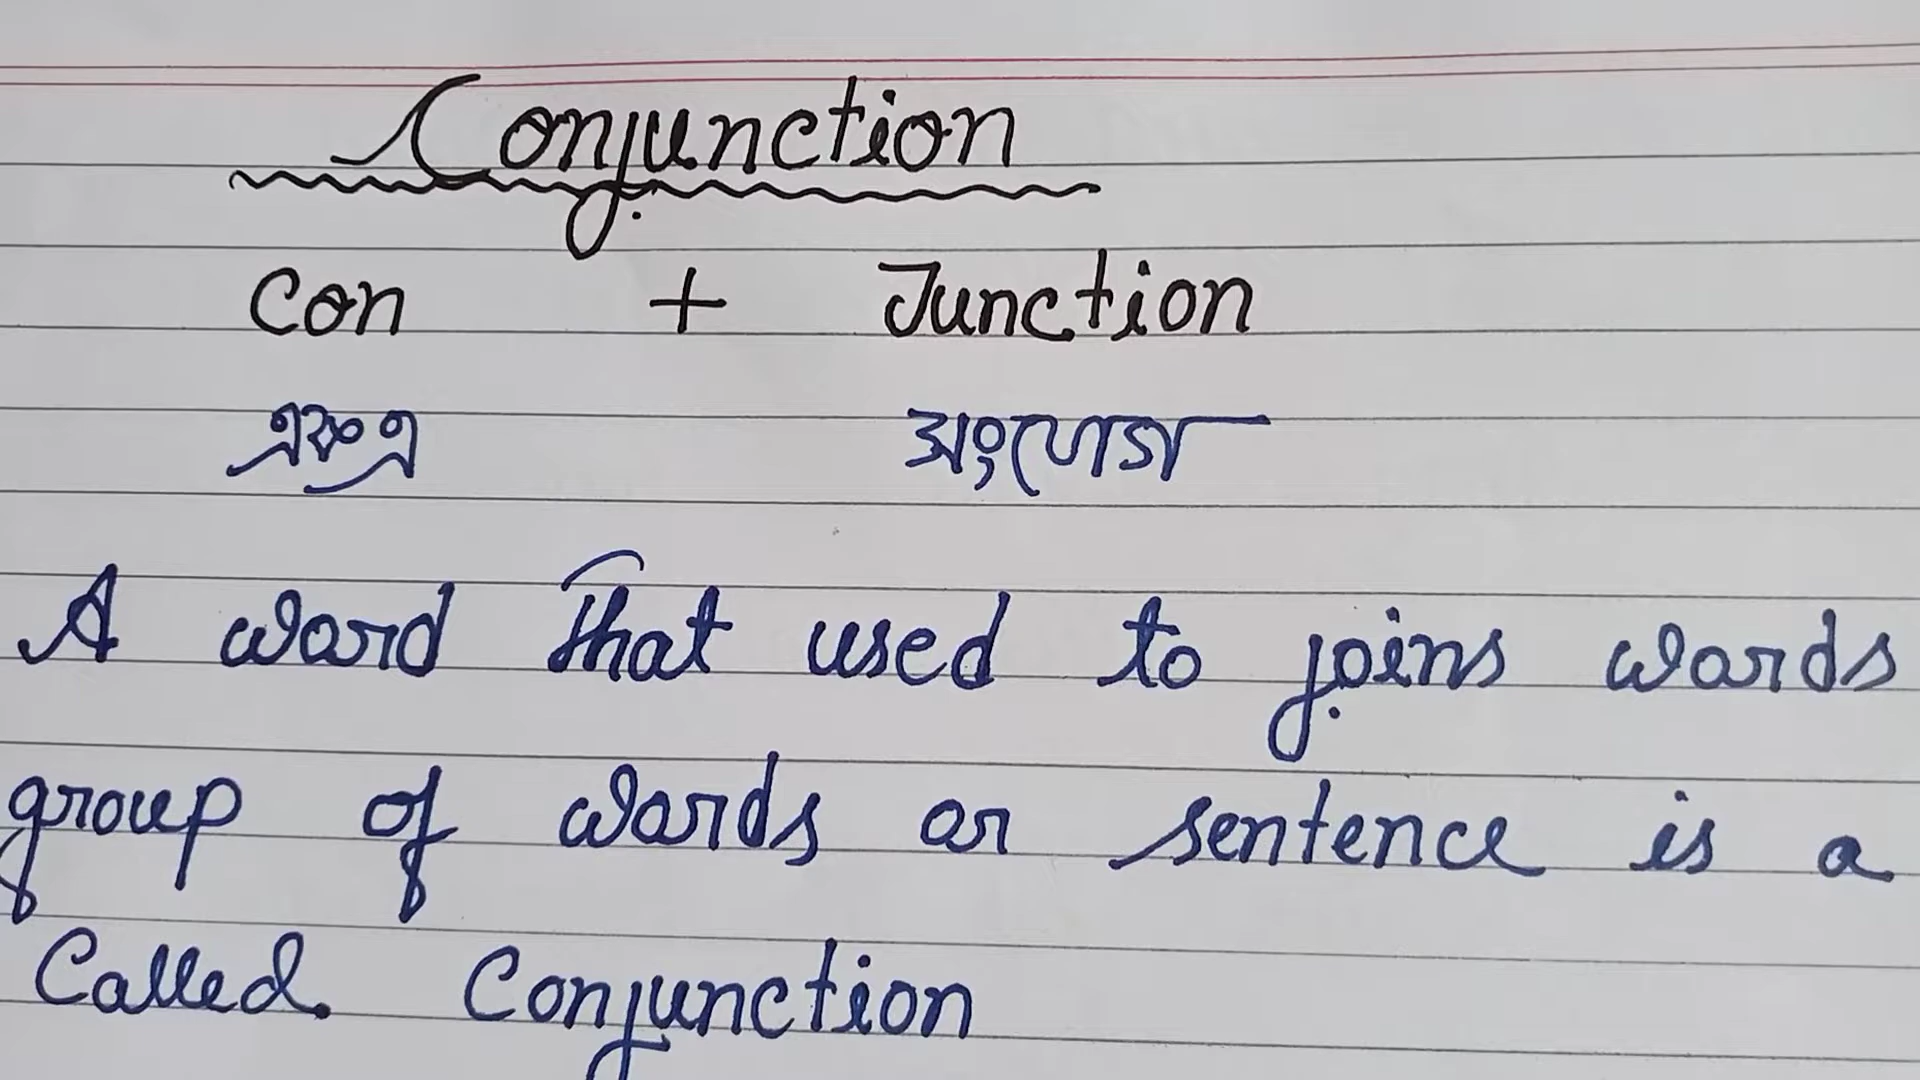 Conjunction
Con + Junction
একত্র সংযোগ
A word That used to joins words
group of words or sentence is a
Called Conjunction